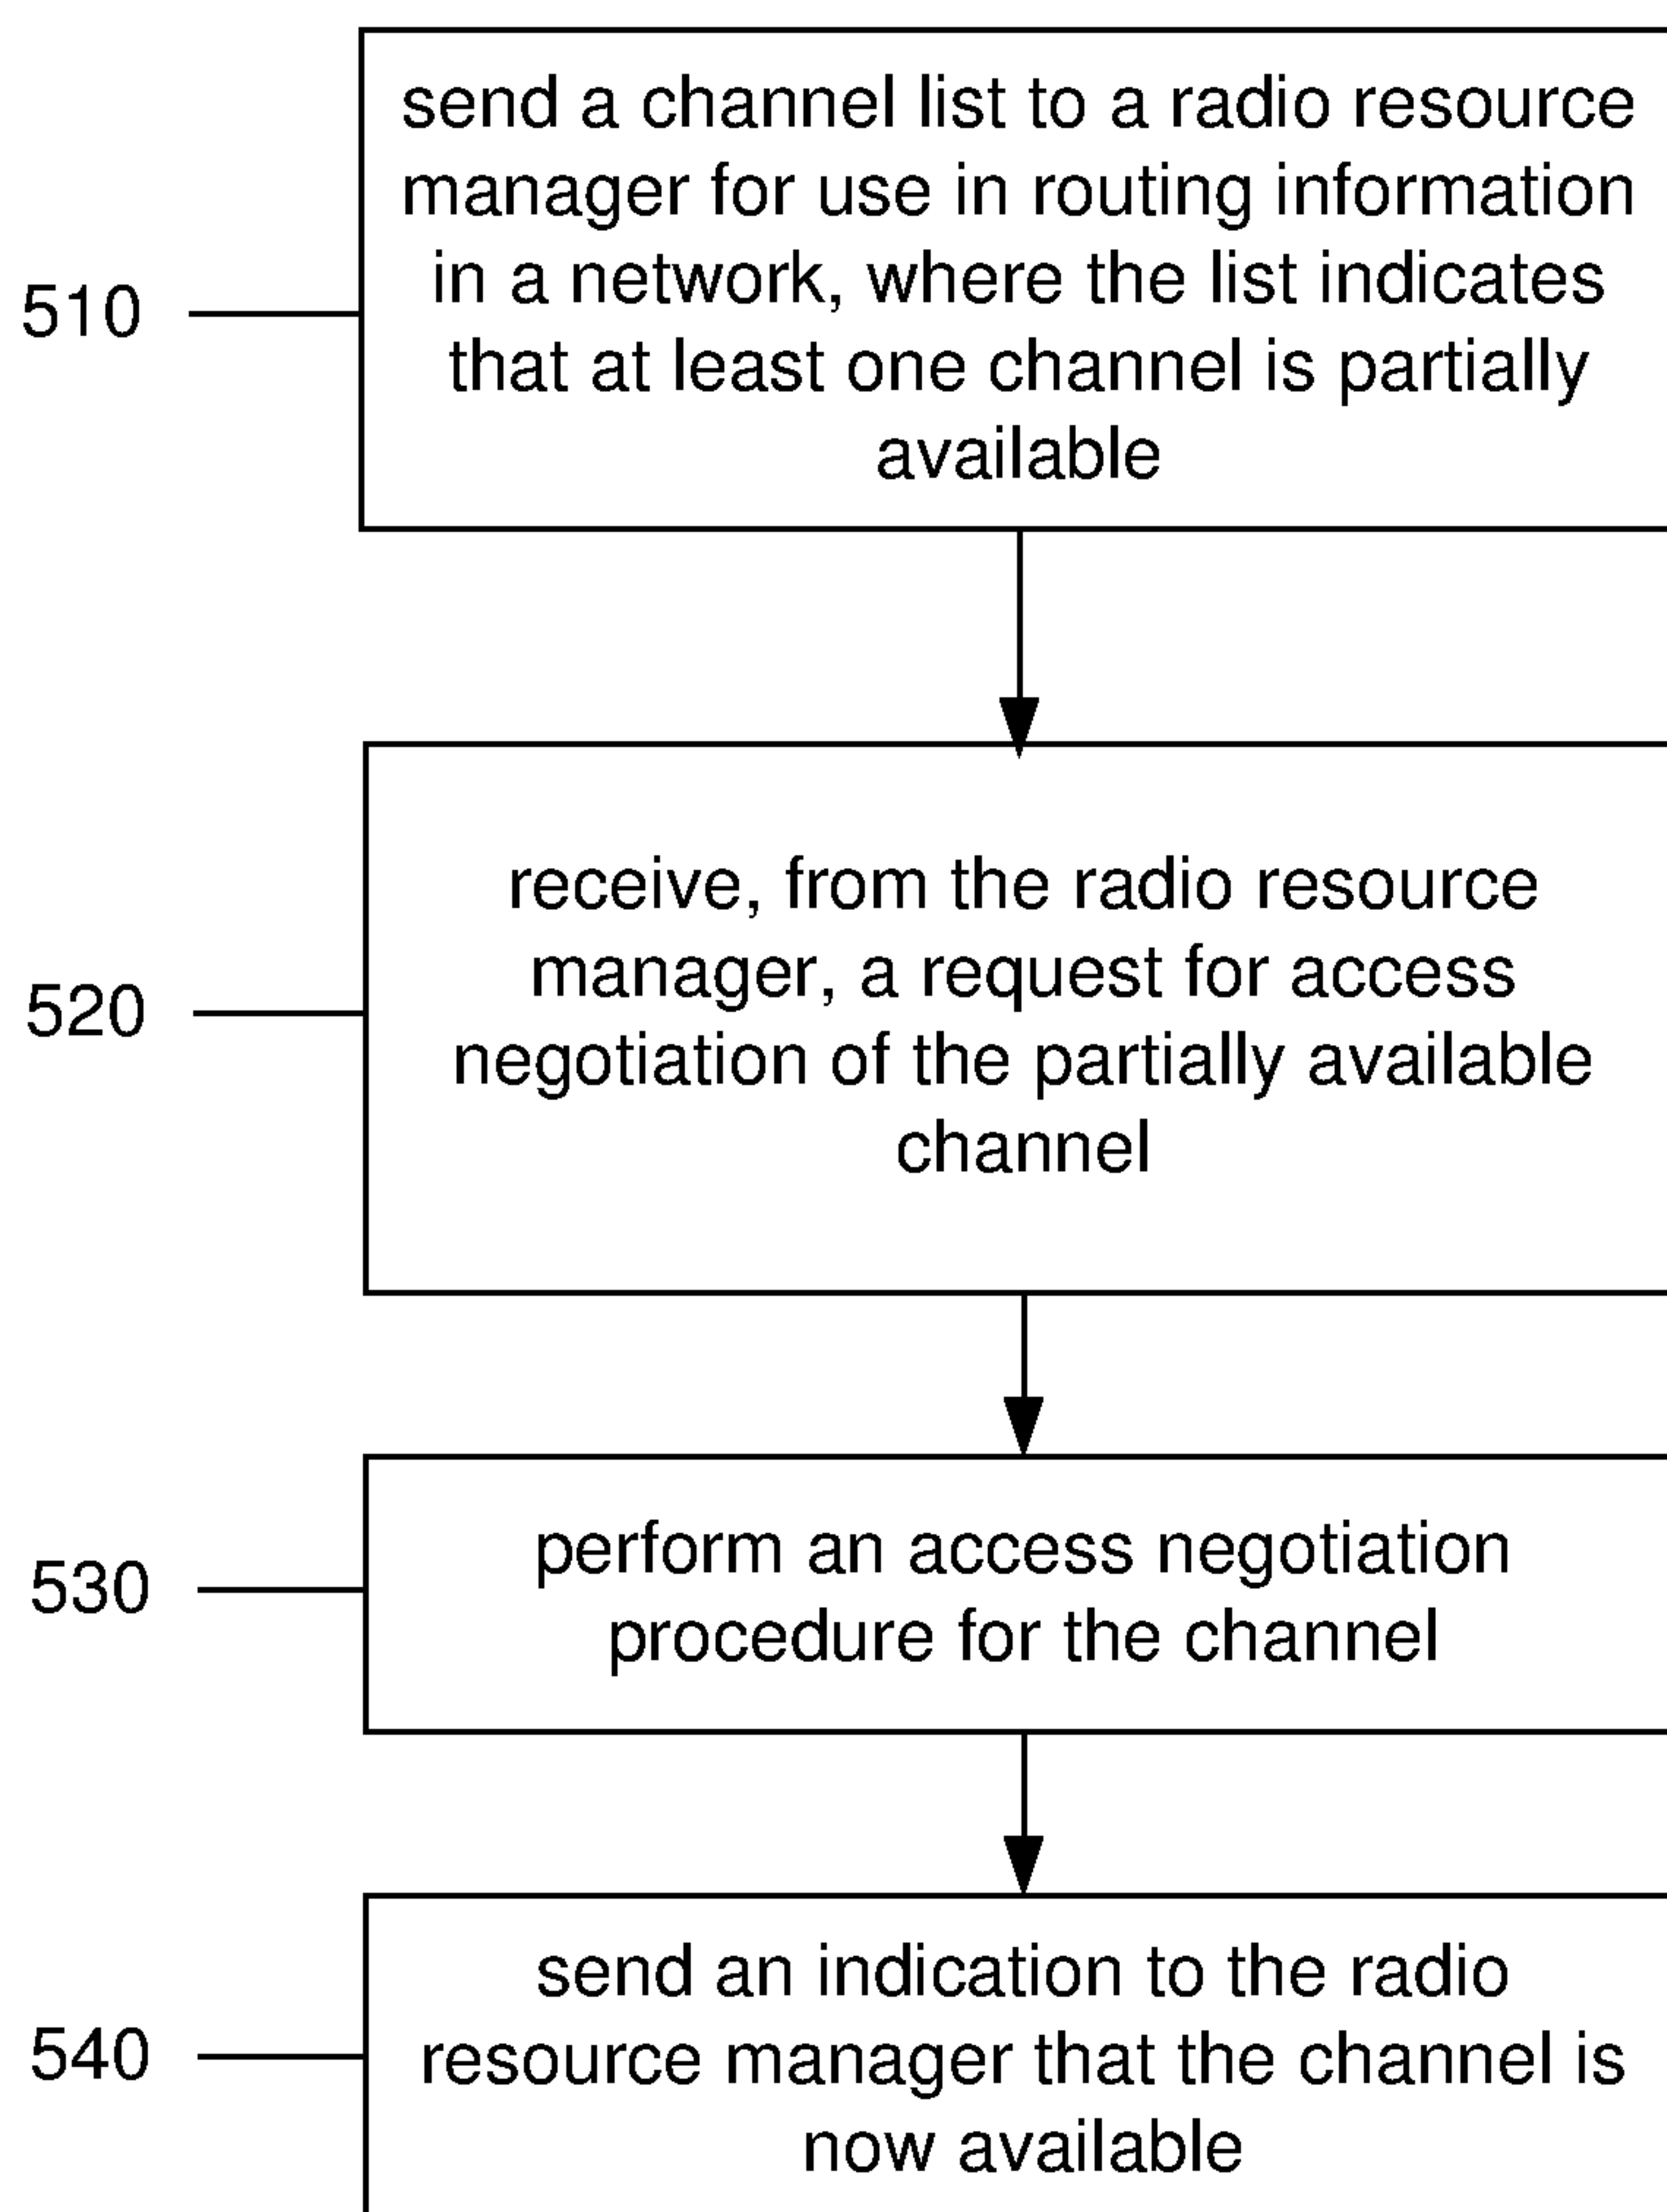 send a channel list to a radio resource
manager for use in routing information
in a network, where the list indicates
510
that at least one channel is partially
available
receive, from the radio resource
manager, a request for access
520
negotiation of the partially available
channel
perform an access negotiation
530
procedure for the channel
send an indication to the radio
540
resource manager that the channel is
now available